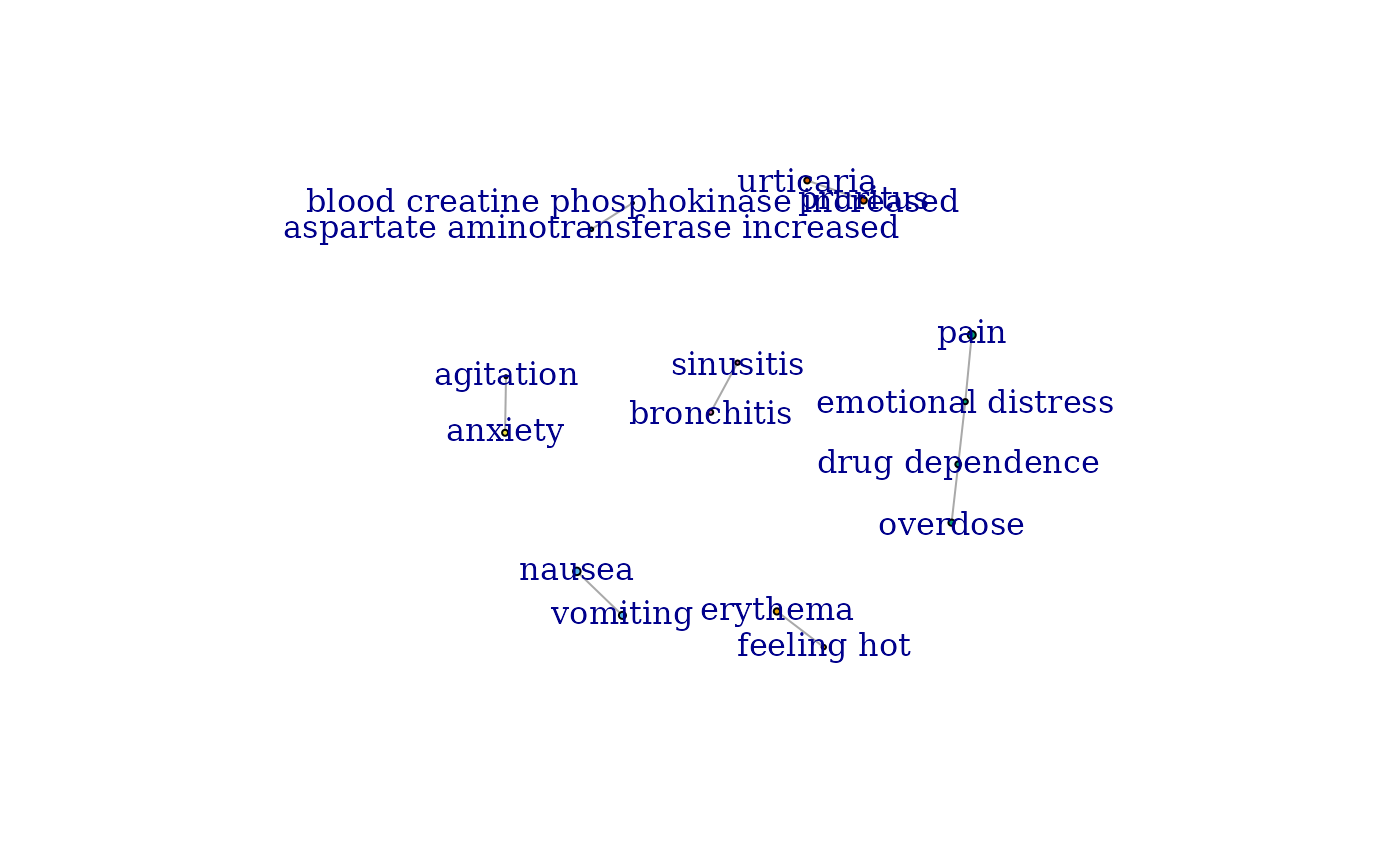 urticaria
pruritus
blood creatine phosphokinase increased
aspartate aminotransferase increased
pain
sinusitis
agitation
emotional distress
bronchitis
anxiety
drug dependence
overdose
nausea
erythema
vomiting
feeling hot